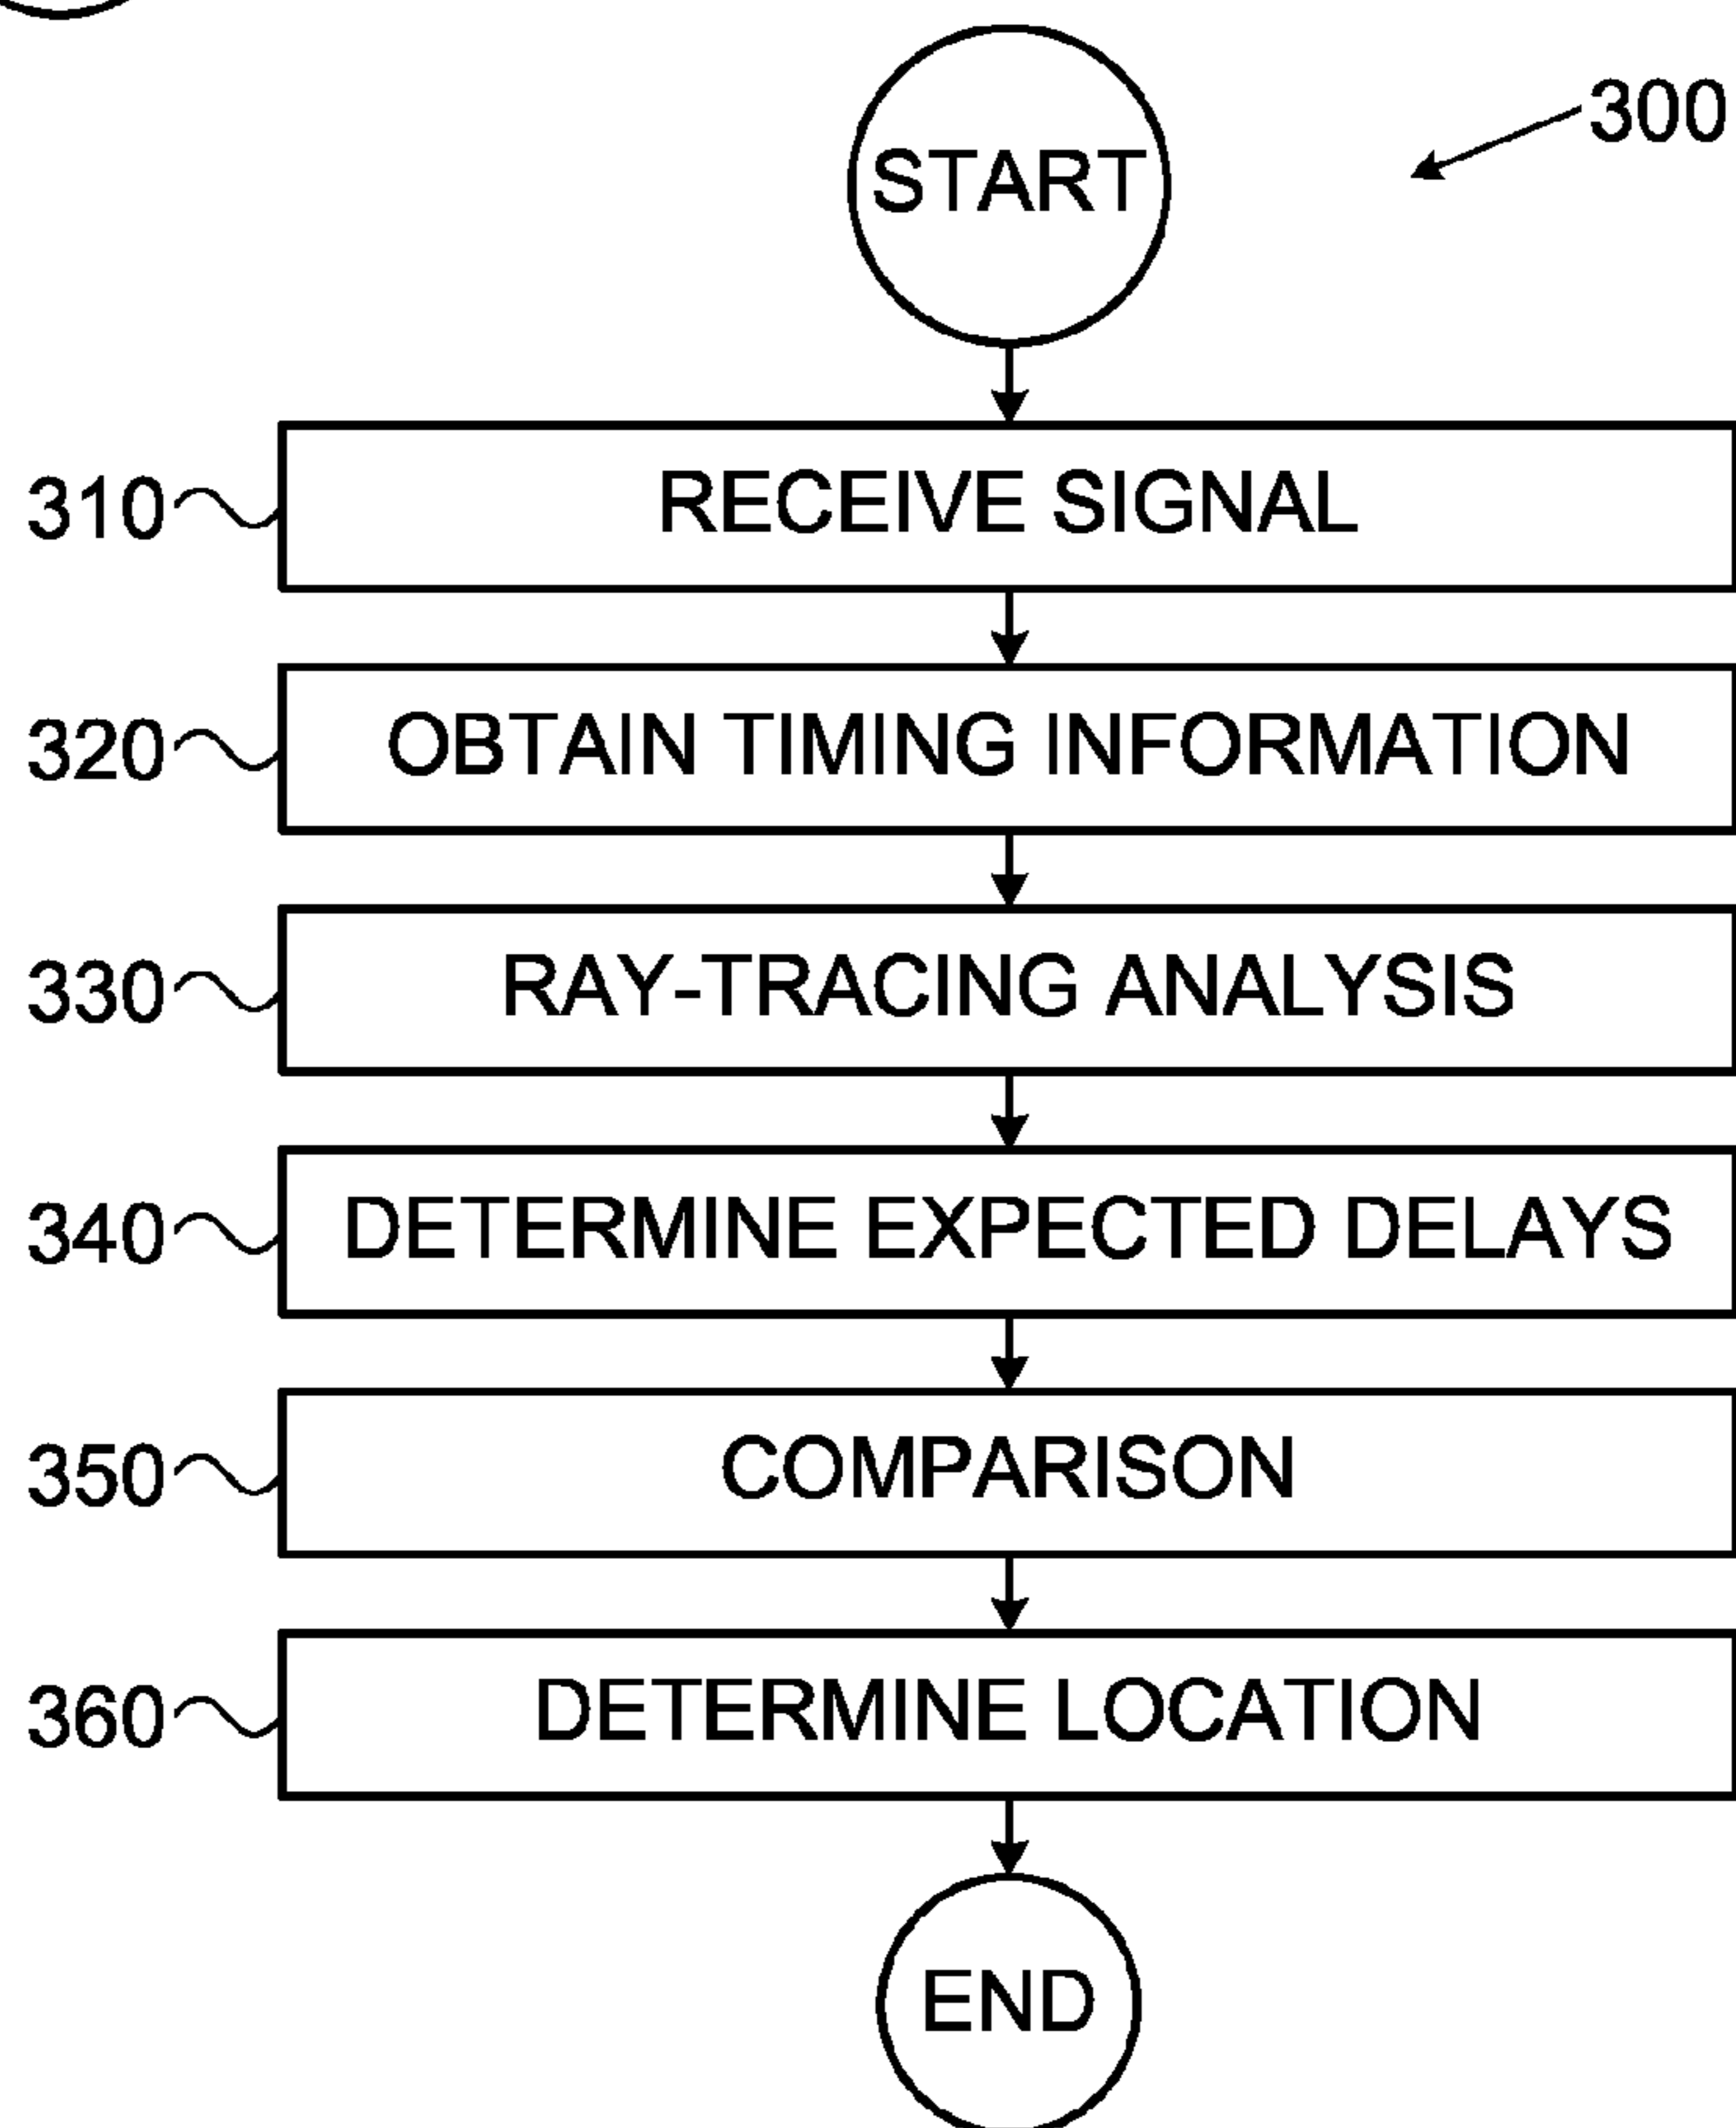 START
300
310 RECEIVE SIGNAL
320 OBTAIN TIMING INFORMATION
330 RAY-TRACING ANALYSIS
340 DETERMINE EXPECTED DELAYS
350 COMPARISON
360 DETERMINE LOCATION
END